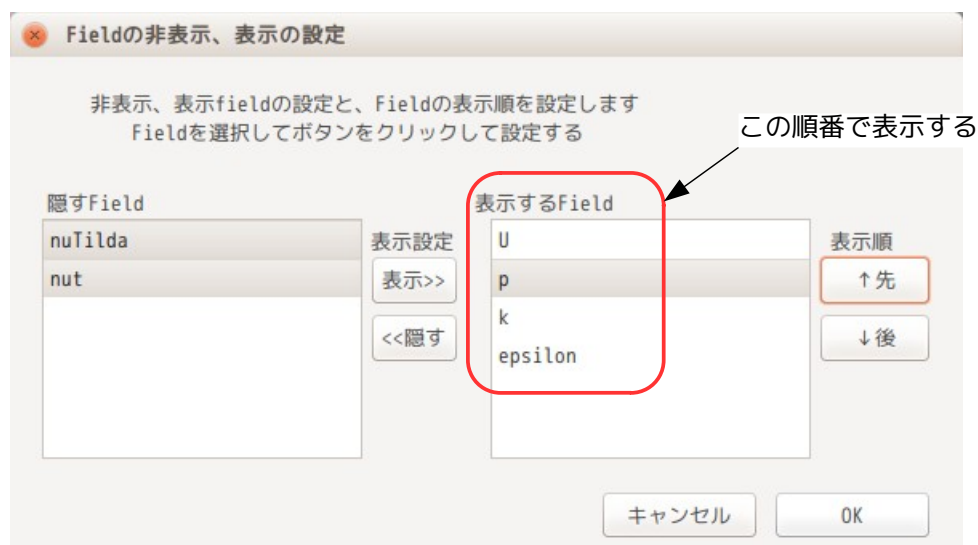 Fieldの非表示、表示の設定
非表示、表示fieldの設定と、Fieldの表示順を設定します
Fieldを選択してボタンをクリックして設定する
この順番で表示する
隠すField
表示するField
nuTilda
nut
表示設定
表示>>
<<隠す
U
p
k
epsilon
表示順
↑先
↓後
キャンセル
OK